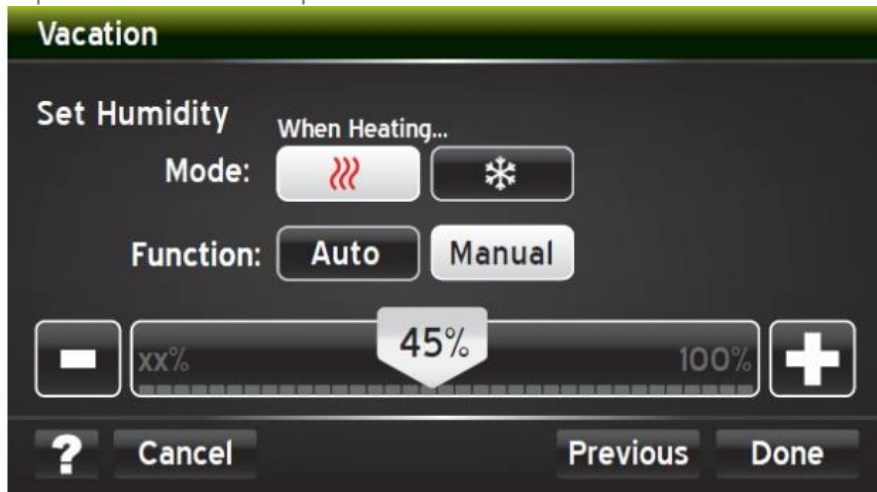 Vacation
Set Humidity
When Heating...
Mode:
Function: Auto Manual
45%
xx% 100%
? Cancel Previous Done